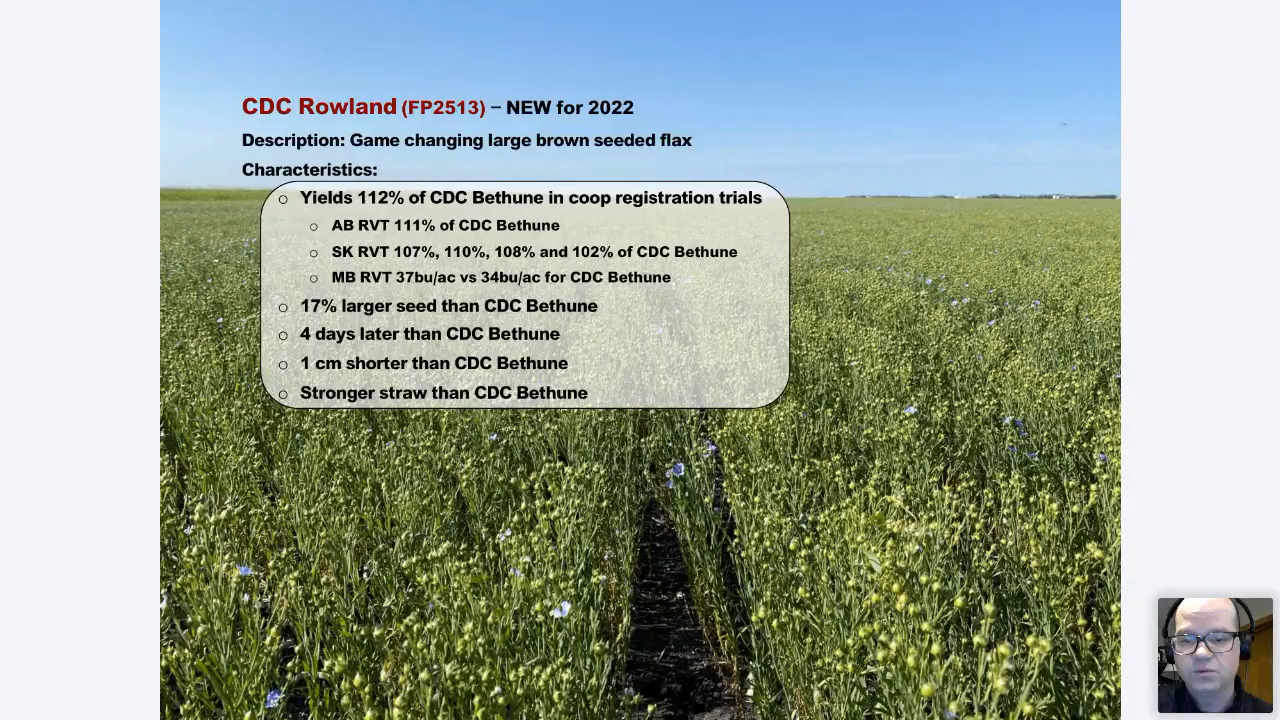 CDC Rowland (FP2513) – NEW for 2022
Description: Game changing large brown seeded flax
Characteristics:
o Yields 112% of CDC Bethune in coop registration trials
o AB RVT 111% of CDC Bethune
o SK RVT 107%, 110%, 108% and 102% of CDC Bethune
o MB RVT 37bu/ac vs 34bu/ac for CDC Bethune
o 17% larger seed than CDC Bethune
o 4 days later than CDC Bethune
o 1 cm shorter than CDC Bethune
o Stronger straw than CDC Bethune